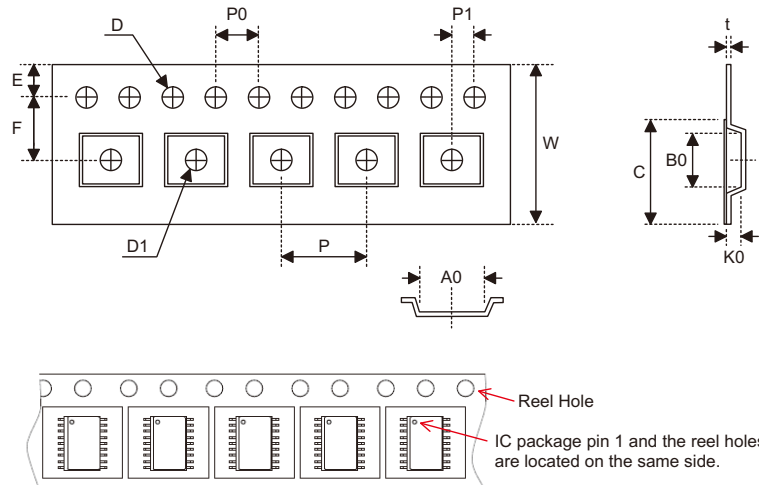 D
P0
P1
t
E
F
W
C
B0
D1
P
A0
K0
Reel Hole
IC package pin 1 and the reel holes
are located on the same side.